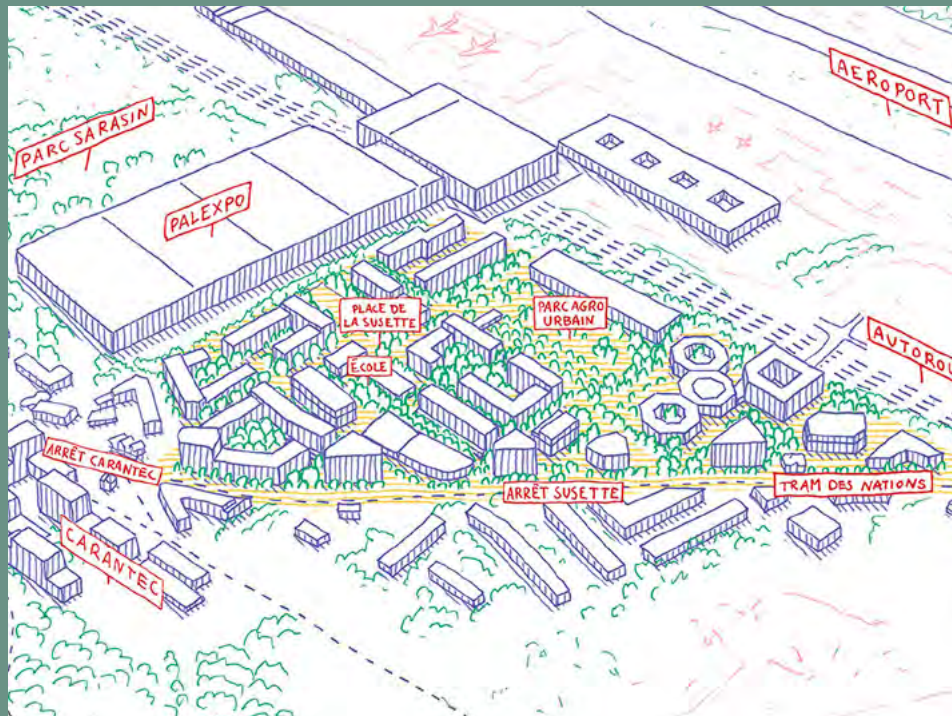 AEROPORT
PARC SARASIN
PALEXPO
PLACE DE
LA SUSETTE
PARC AGRO
URBAIN
ÉCOLE
AUTOROU
ARRÊT CARANTEC
ARRÊT SUSETTE
TRAM DES NATIONS
CARANTEC